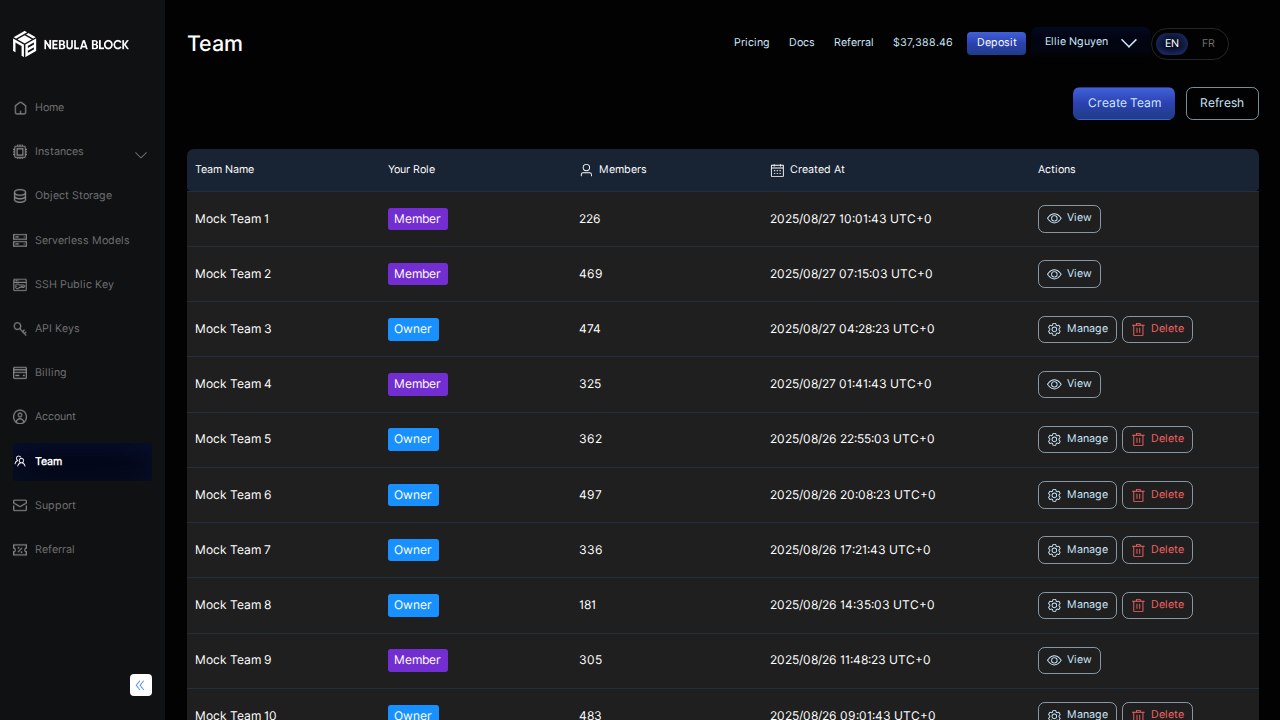 NEBULA BLOCK
Home
Instances
Object Storage
Serverless Models
SSH Public Key
API Keys
Billing
Account
Team
Support
Referral
Team
Pricing Docs Referral $37,388.46 Deposit Ellie Nguyen EN FR
Create Team Refresh
Team Name Your Role Members Created At Actions
Mock Team 1 Member 226 2025/08/27 10:01:43 UTC+0 View
Mock Team 2 Member 469 2025/08/27 07:15:03 UTC+0 View
Mock Team 3 Owner 474 2025/08/27 04:28:23 UTC+0 Manage Delete
Mock Team 4 Member 325 2025/08/27 01:41:43 UTC+0 View
Mock Team 5 Owner 362 2025/08/26 22:55:03 UTC+0 Manage Delete
Mock Team 6 Owner 497 2025/08/26 20:08:23 UTC+0 Manage Delete
Mock Team 7 Owner 336 2025/08/26 17:21:43 UTC+0 Manage Delete
Mock Team 8 Owner 181 2025/08/26 14:35:03 UTC+0 Manage Delete
Mock Team 9 Member 305 2025/08/26 11:48:23 UTC+0 View
Mock Team 10 Owner 483 2025/08/26 09:01:43 UTC+0 Manage Delete